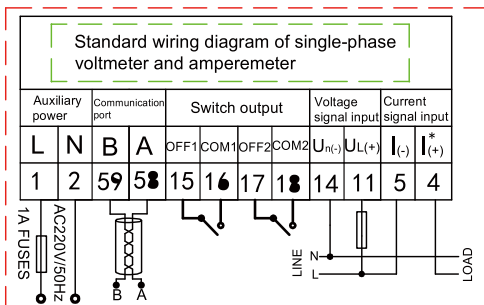 Standard wiring diagram of single-phase
voltmeter and amperemeter
Auxiliary power
Communication port
Switch output
Voltage signal input
Current signal input
L N B A OFF1 COM1 OFF2 COM2 Un(-) UL(+) I(-) I*(+)
1 2 59 58 15 16 17 18 14 11 5 4
1A FUSES
AC220V/50Hz
B A
LINE
N
L
LOAD